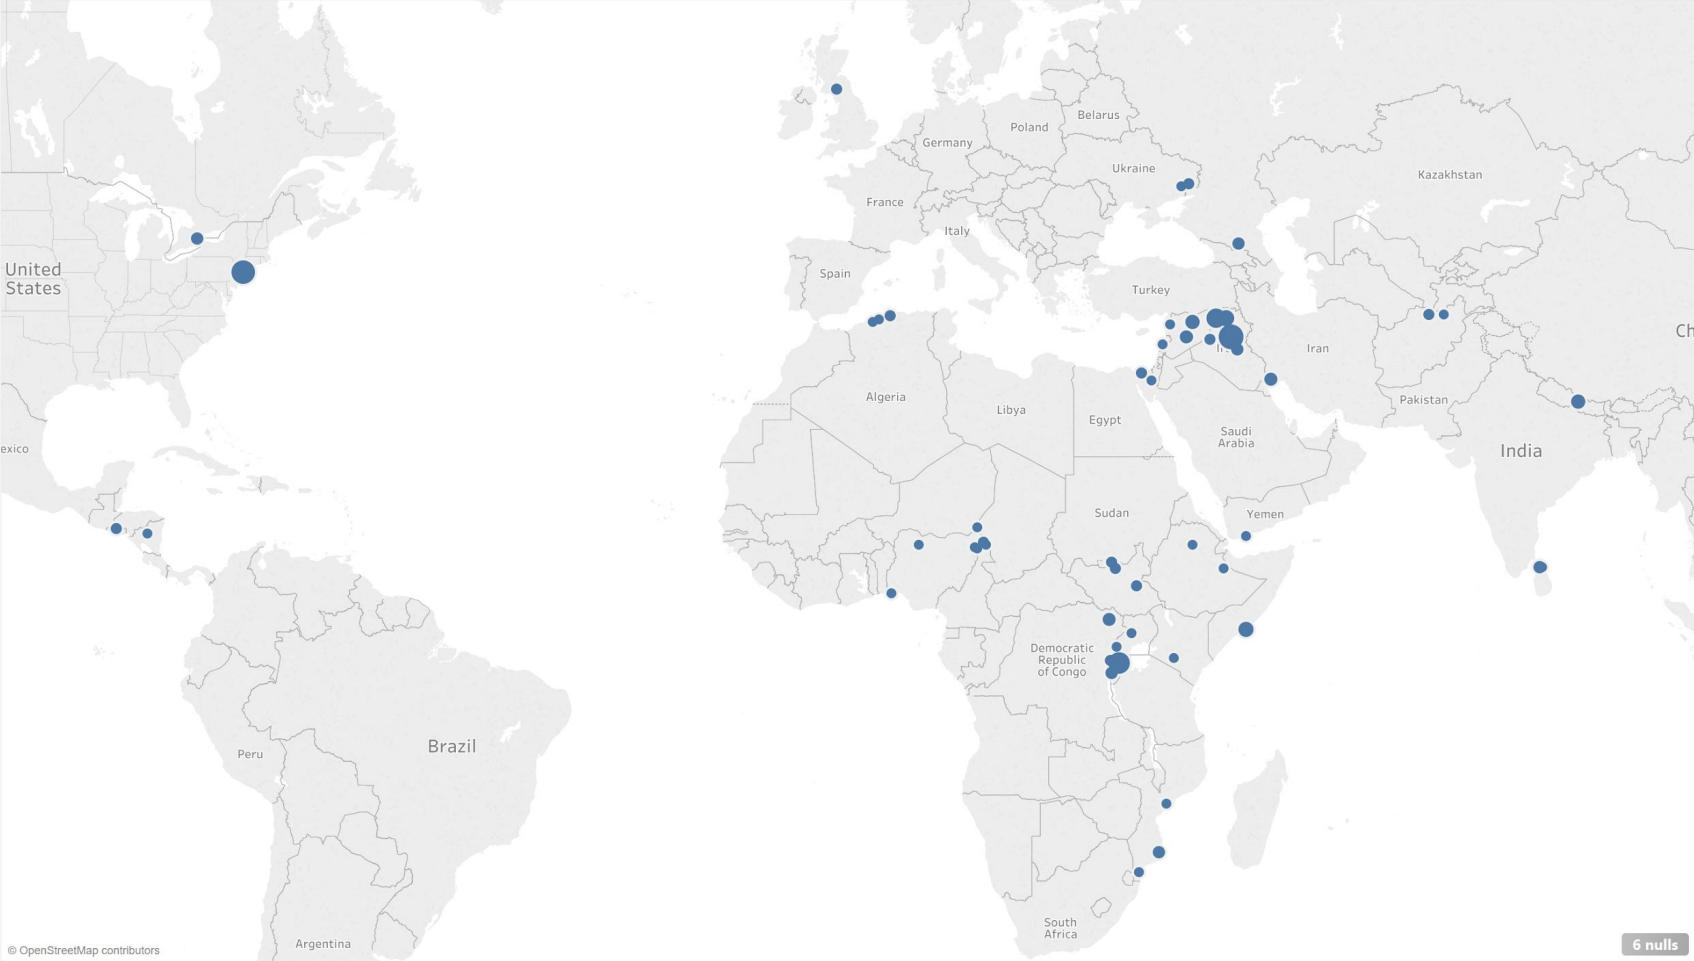 Belarus
Poland
Germany
Ukraine
Kazakhstan
France
Italy
United
States
Spain
Turkey
Ch
Iran
Algeria
Pakistan
Libya
Egypt
Saudi
Arabia
exico
India
Sudan
Yemen
Democratic
Republic
of Congo
Brazil
Peru
South
Africa
Argentina
© OpenStreetMap contributors
6 nulls